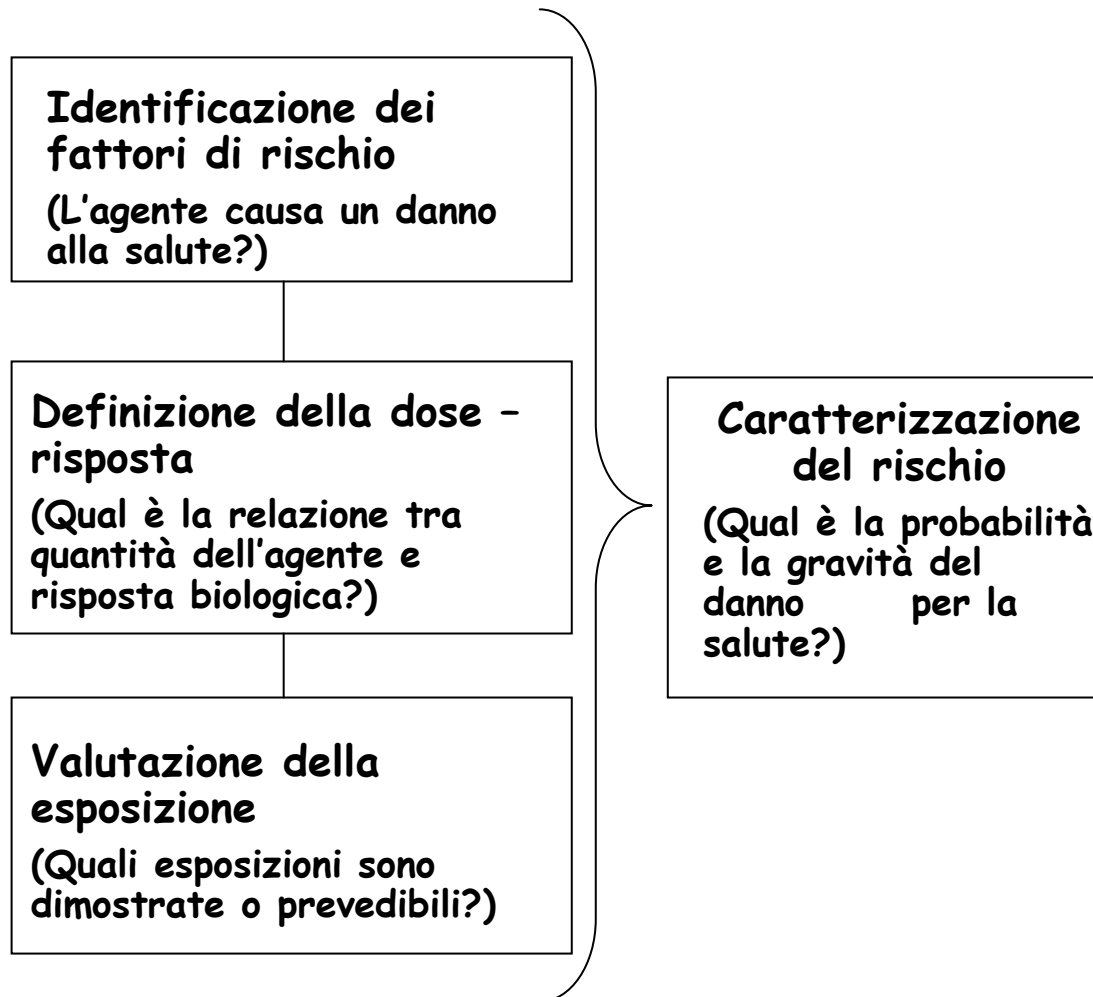 Identificazione dei
fattori di rischio
(L'agente causa un danno
alla salute?)
Definizione della dose –
risposta
(Qual è la relazione tra
quantità dell'agente e
risposta biologica?)
Valutazione della
esposizione
(Quali esposizioni sono
dimostrate o prevedibili?)
Caratterizzazione
del rischio
(Qual è la probabilità
e la gravità del
danno per la
salute?)